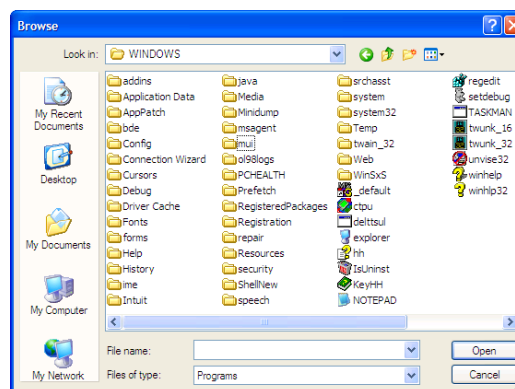 Browse
Look in: WINDOWS
My Recent Documents
Desktop
My Documents
My Computer
My Network
addins
Application Data
AppPatch
bde
Config
Connection Wizard
Cursors
Debug
Driver Cache
Fonts
forms
Help
History
ime
Intuit
java
Media
Minidump
msagent
mui
ol98logs
PCHEALTH
Prefetch
RegisteredPackages
Registration
repair
Resources
security
ShellNew
speech
srchasst
system
system32
Temp
twain_32
Web
WinSxS
_default
ctpu
delttsul
explorer
hh
IsUninst
KeyHH
NOTEPAD
regedit
setdebug
TASKMAN
twunk_16
twunk_32
unvise32
winhelp
winhlp32
File name:
Open
Files of type: Programs
Cancel